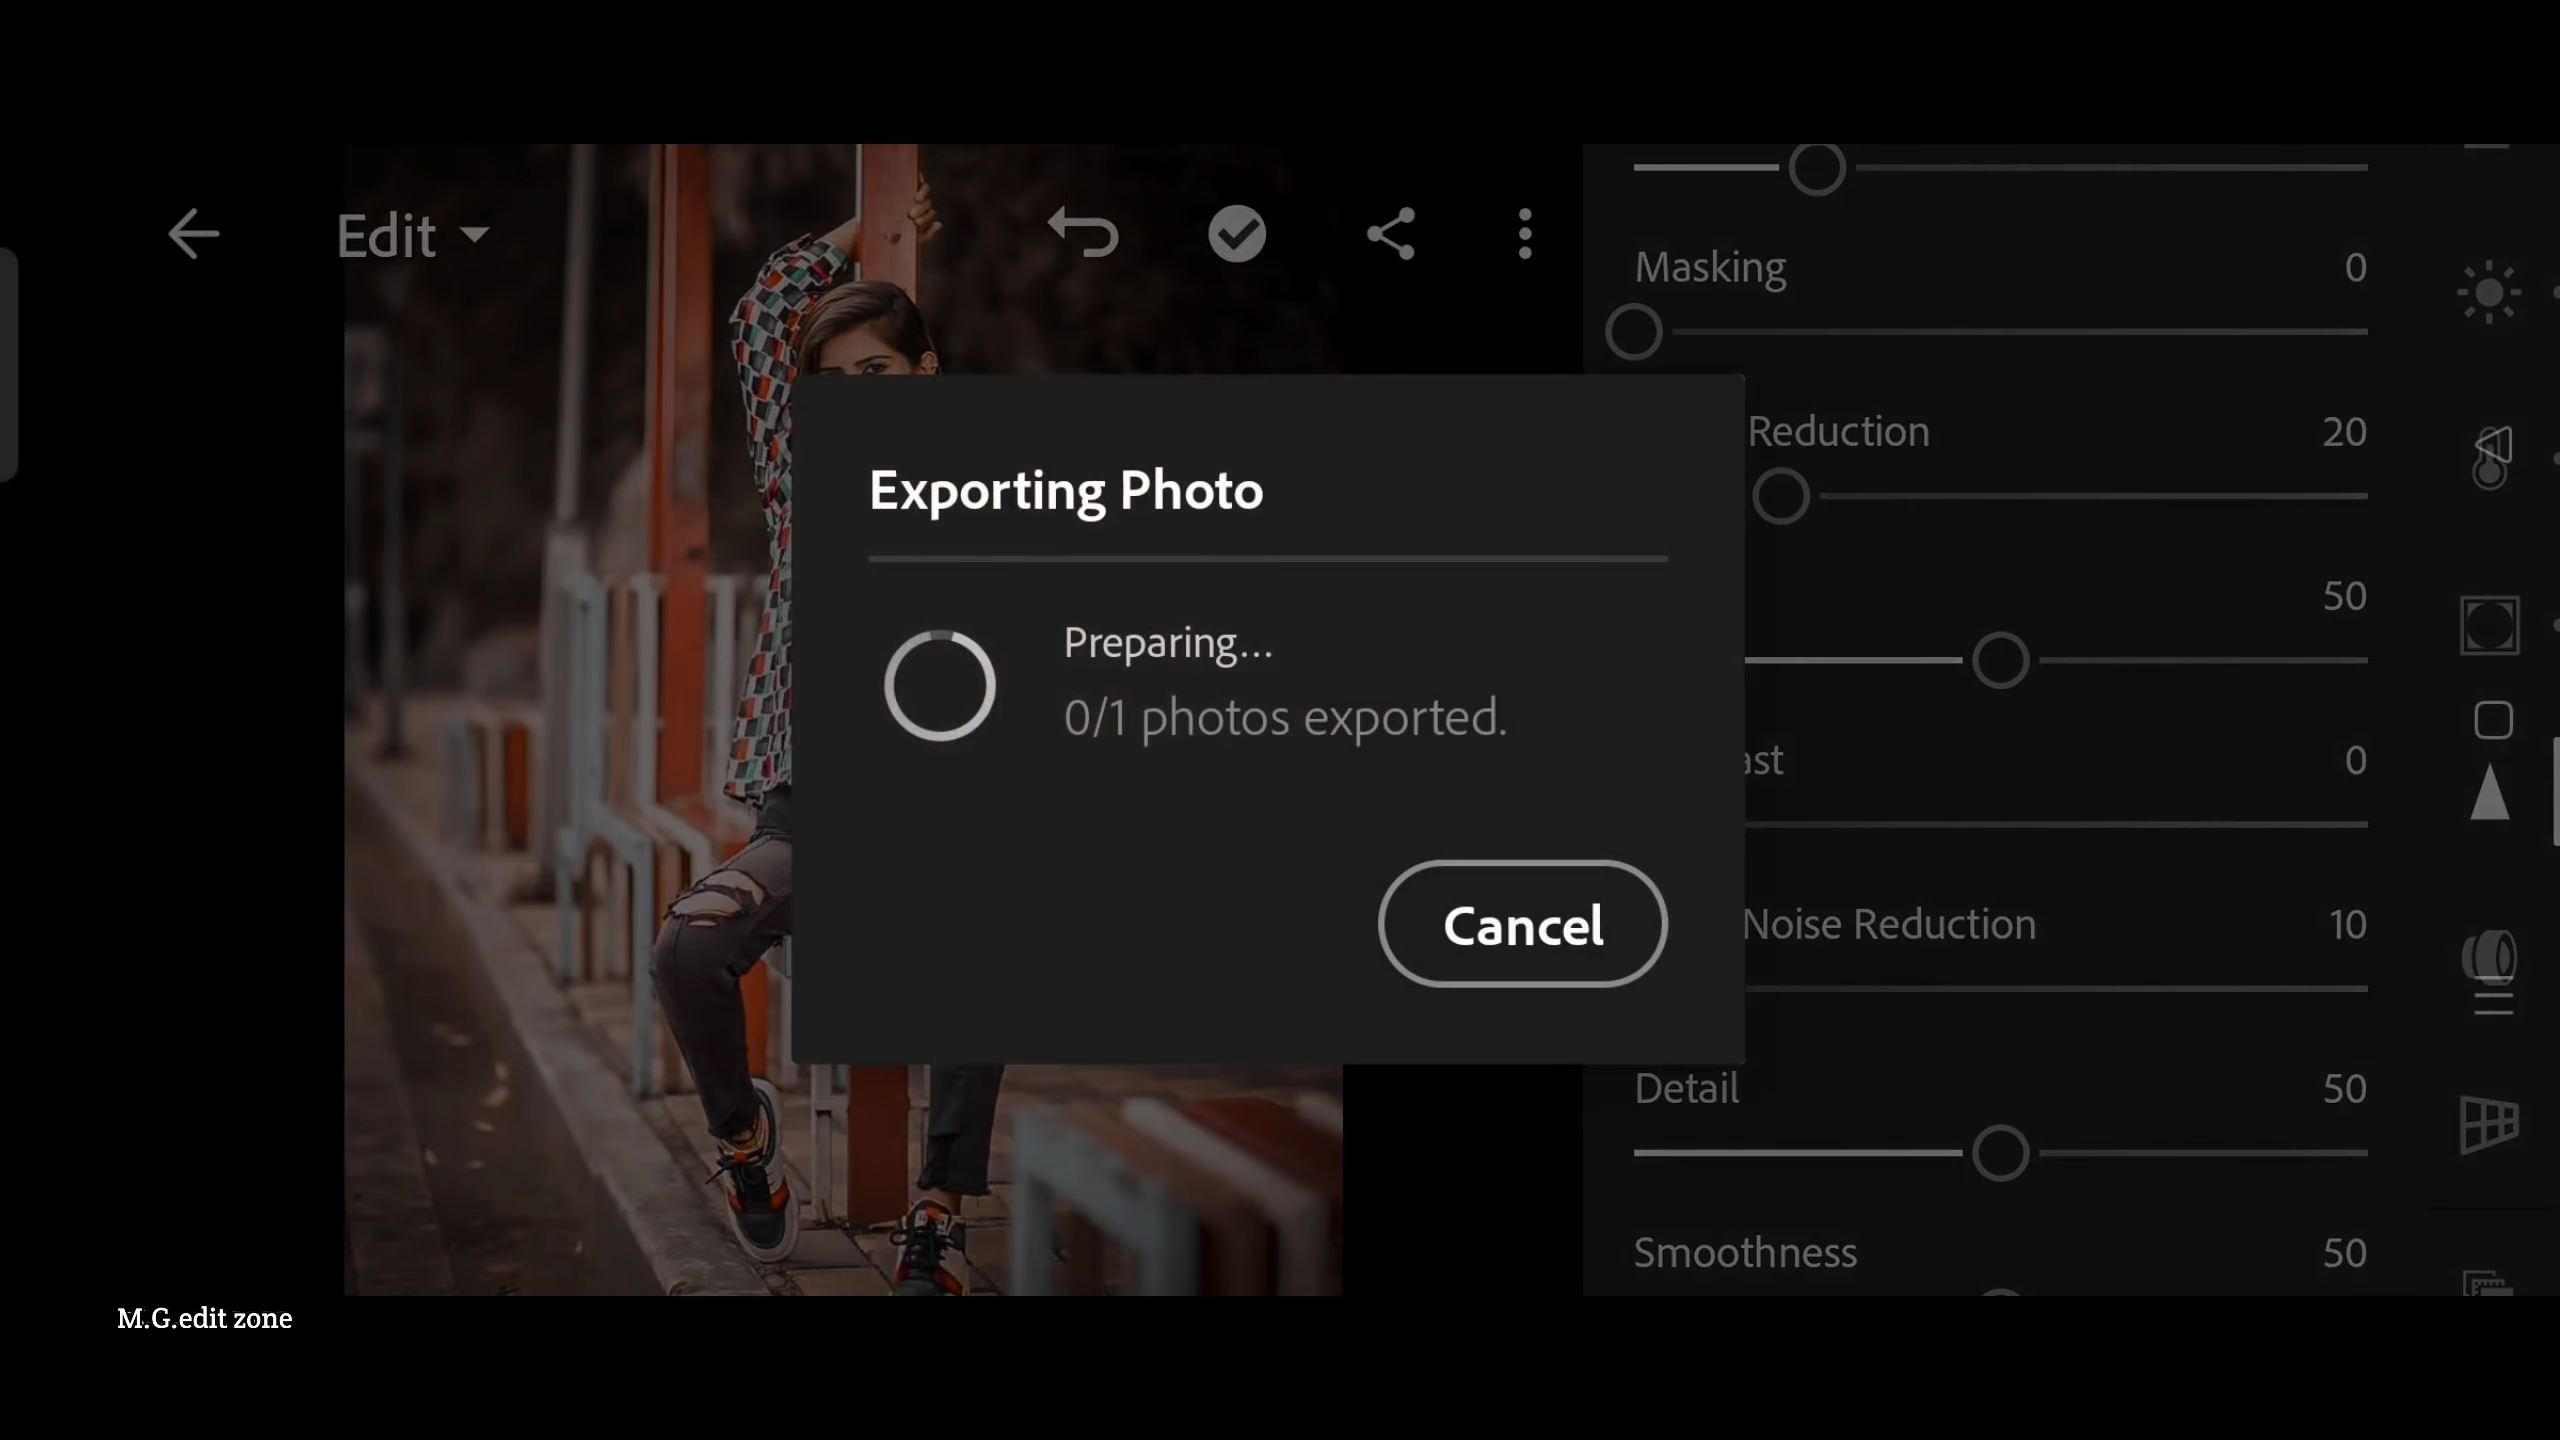 Edit
Masking 0
Reduction 20
Exporting Photo
50
Preparing...
0/1 photos exported.
ast 0
Cancel
Noise Reduction 10
Detail 50
Smoothness 50
M.G.edit zone